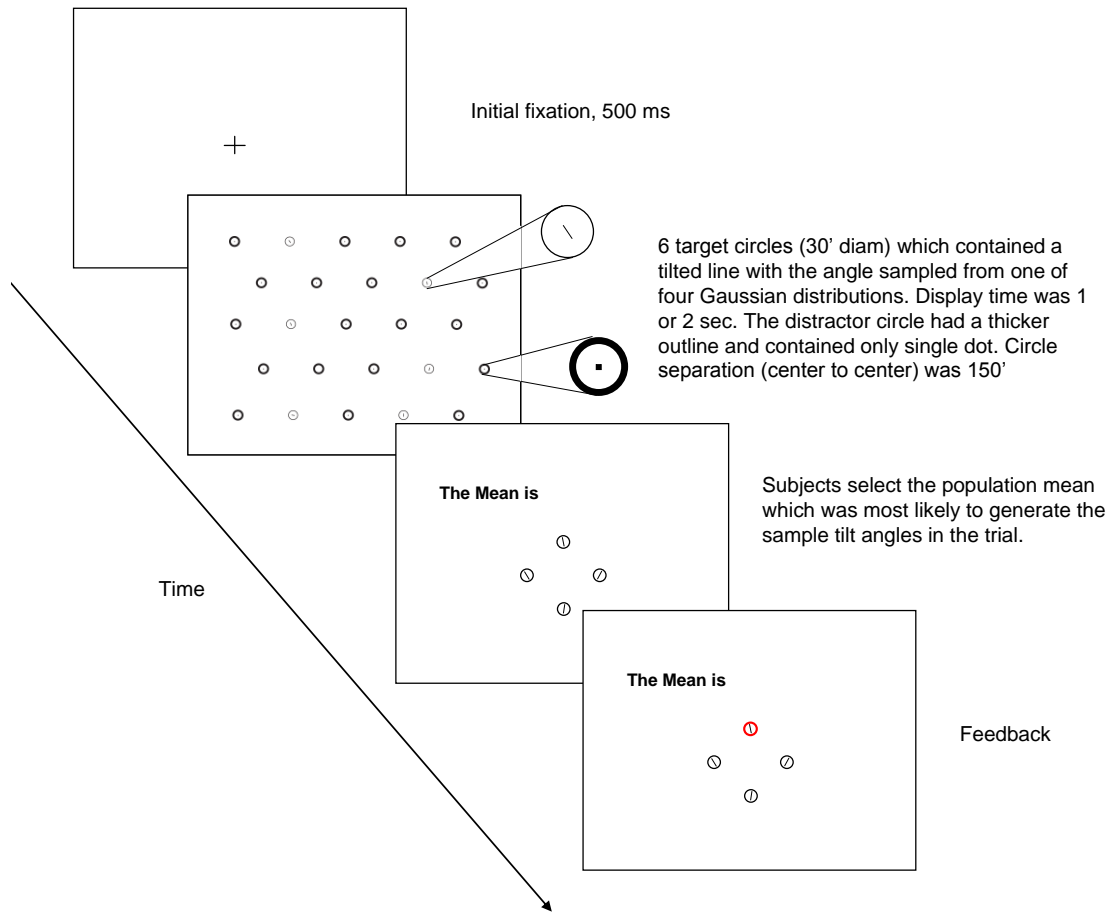 Initial fixation, 500 ms
6 target circles (30’ diam) which contained a
tilted line with the angle sampled from one of
four Gaussian distributions. Display time was 1
or 2 sec. The distractor circle had a thicker
outline and contained only single dot. Circle
separation (center to center) was 150’
The Mean is
Subjects select the population mean
which was most likely to generate the
sample tilt angles in the trial.
Time
The Mean is
Feedback